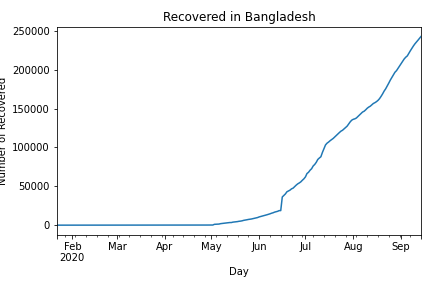 Recovered in Bangladesh
250000
200000
150000
100000
50000
0
Number of Recovered
Feb Mar Apr May Jun Jul Aug Sep
2020
Day